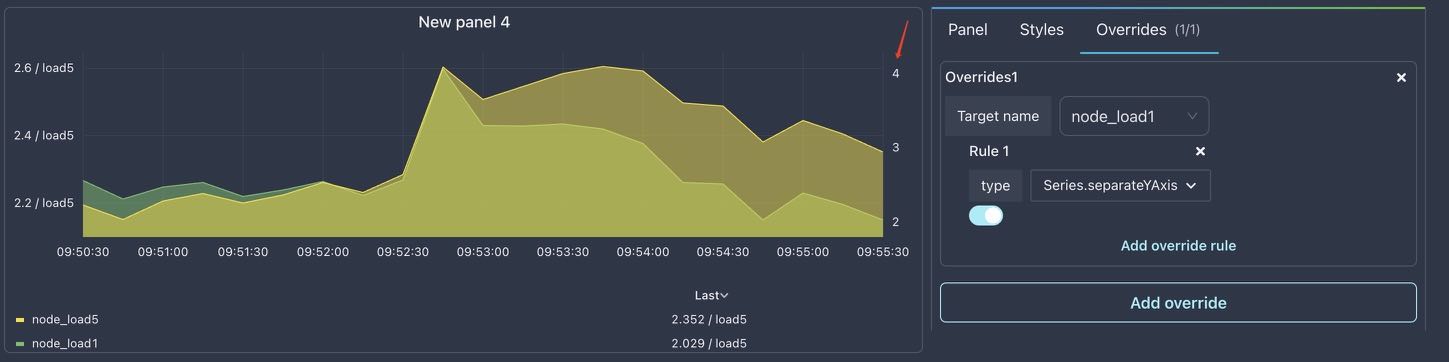 New panel 4
2.6 / load5
2.4 / load5
2.2 / load5
4
3
2
09:50:30 09:51:00 09:51:30 09:52:00 09:52:30 09:53:00 09:53:30 09:54:00 09:54:30 09:55:00 09:55:30
Last
node_load5 2.352 / load5
node_load1 2.029 / load5
Panel Styles Overrides (1/1)
Overrides1
Target name node_load1
Rule 1
type Series.separateYAxis
Add override rule
Add override